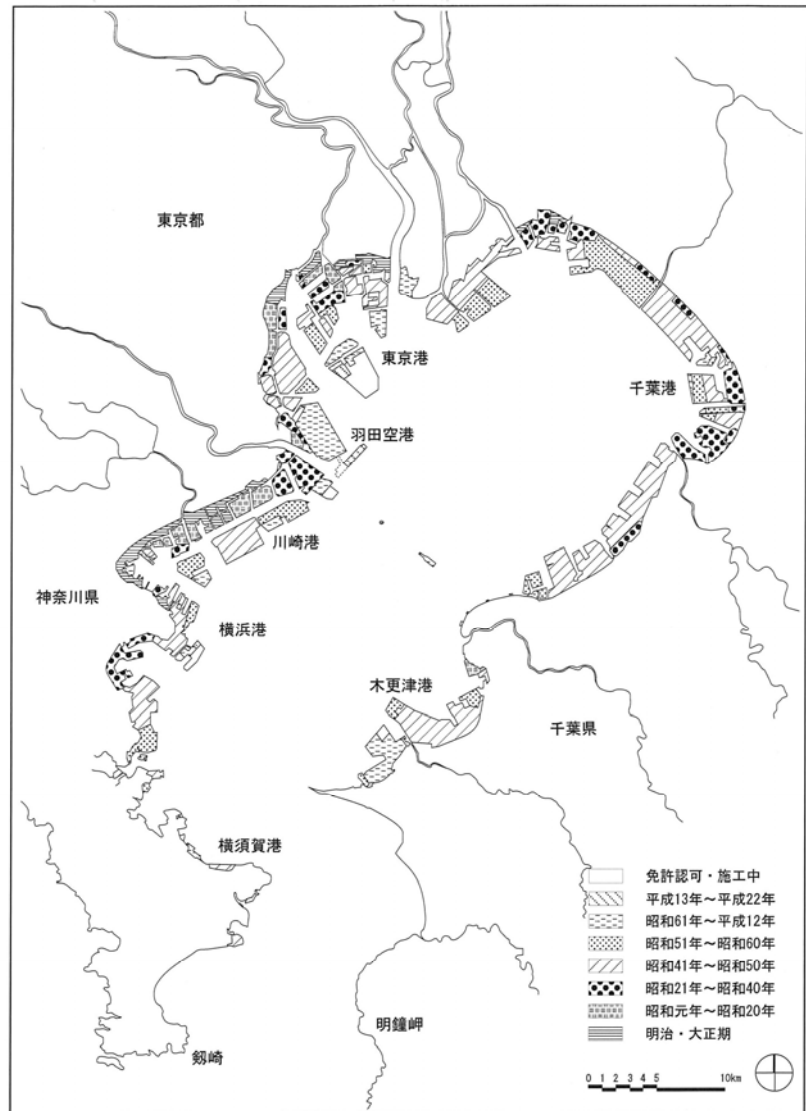 東京都
東京港
千葉港
羽田空港
川崎港
神奈川県
横浜港
木更津港
千葉県
横須賀港
明鐘岬
剱崎
免許認可・施工中
平成13年～平成22年
昭和61年～平成12年
昭和51年～昭和60年
昭和41年～昭和50年
昭和21年～昭和40年
昭和元年～昭和20年
明治・大正期
0 1 2 3 4 5 10km